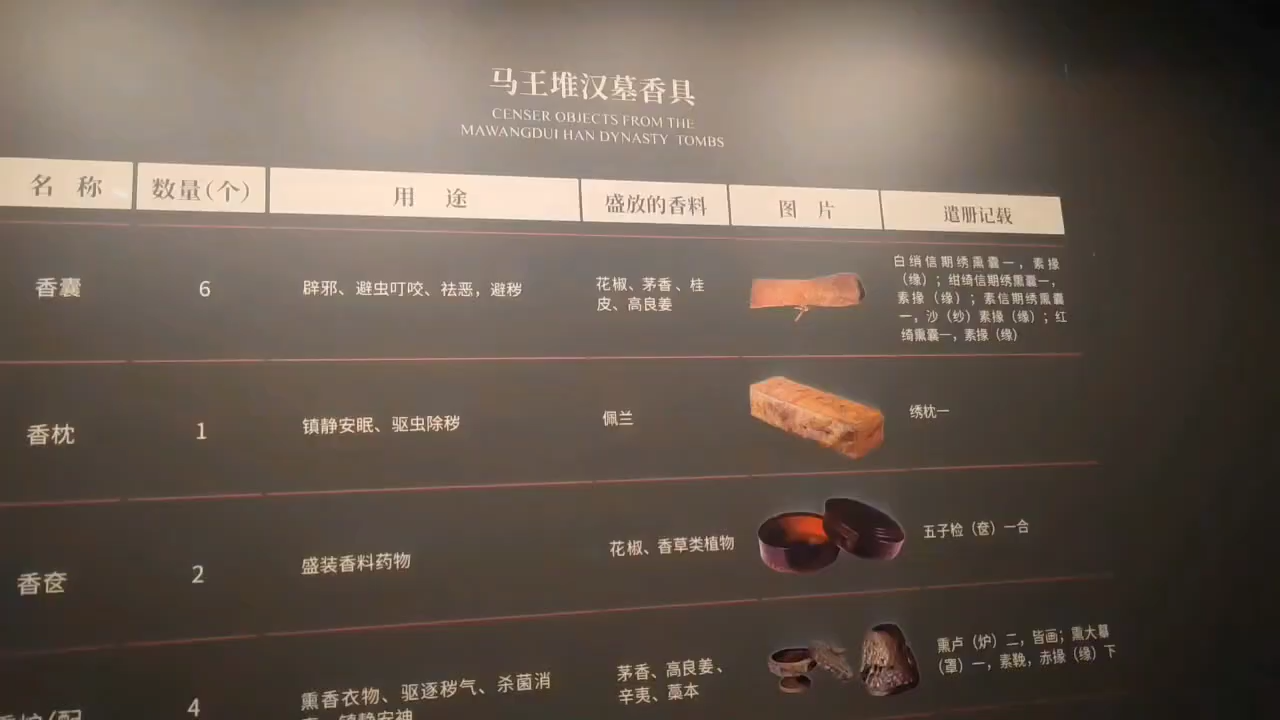 马王堆汉墓香具
CENSER OBJECTS FROM THE
MAWANGDUI HAN DYNASTY TOMBS
名 称 数量(个) 用 途 盛放的香料 图 片 遣册记载
香囊 6 辟邪、避虫叮咬、祛恶，避秽
花椒、茅香、桂
皮、高良姜
白绡信期绣熏囊一，素掾
（缘）；绀绮信期绣熏囊一，
素掾（缘）；素信期绣熏囊
一，沙（纱）素掾（缘）；红
绮熏囊一，素掾（缘）
香枕 1 镇静安眠、驱虫除秽 佩兰 绣枕一
香奁 2 盛装香料药物 花椒、香草类植物 五子检（奁）一合
4
熏香衣物、驱逐秽气、杀菌消
镇静安神
茅香、高良姜、
辛夷、藁本
熏卢（炉）二，皆画；熏大篝
（罩）一，素鞔，赤掾（缘）下